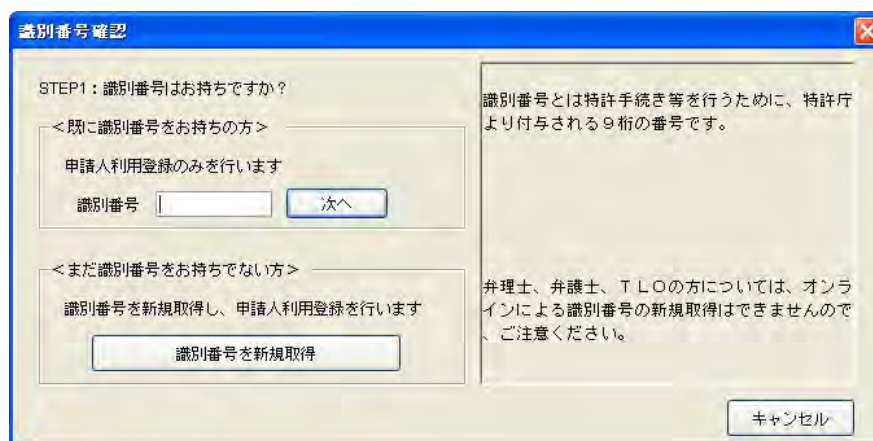 識別番号確認
STEP1：識別番号はお持ちですか？
＜既に識別番号をお持ちの方＞
申請人利用登録のみを行います
識別番号
次へ
＜まだ識別番号をお持ちでない方＞
識別番号を新規取得し、申請人利用登録を行います
識別番号を新規取得
識別番号とは特許手続き等を行うために、特許庁
より付与される９桁の番号です。
弁理士、弁護士、ＴＬＯの方については、オンラ
インによる識別番号の新規取得はできませんので
、ご注意ください。
キャンセル